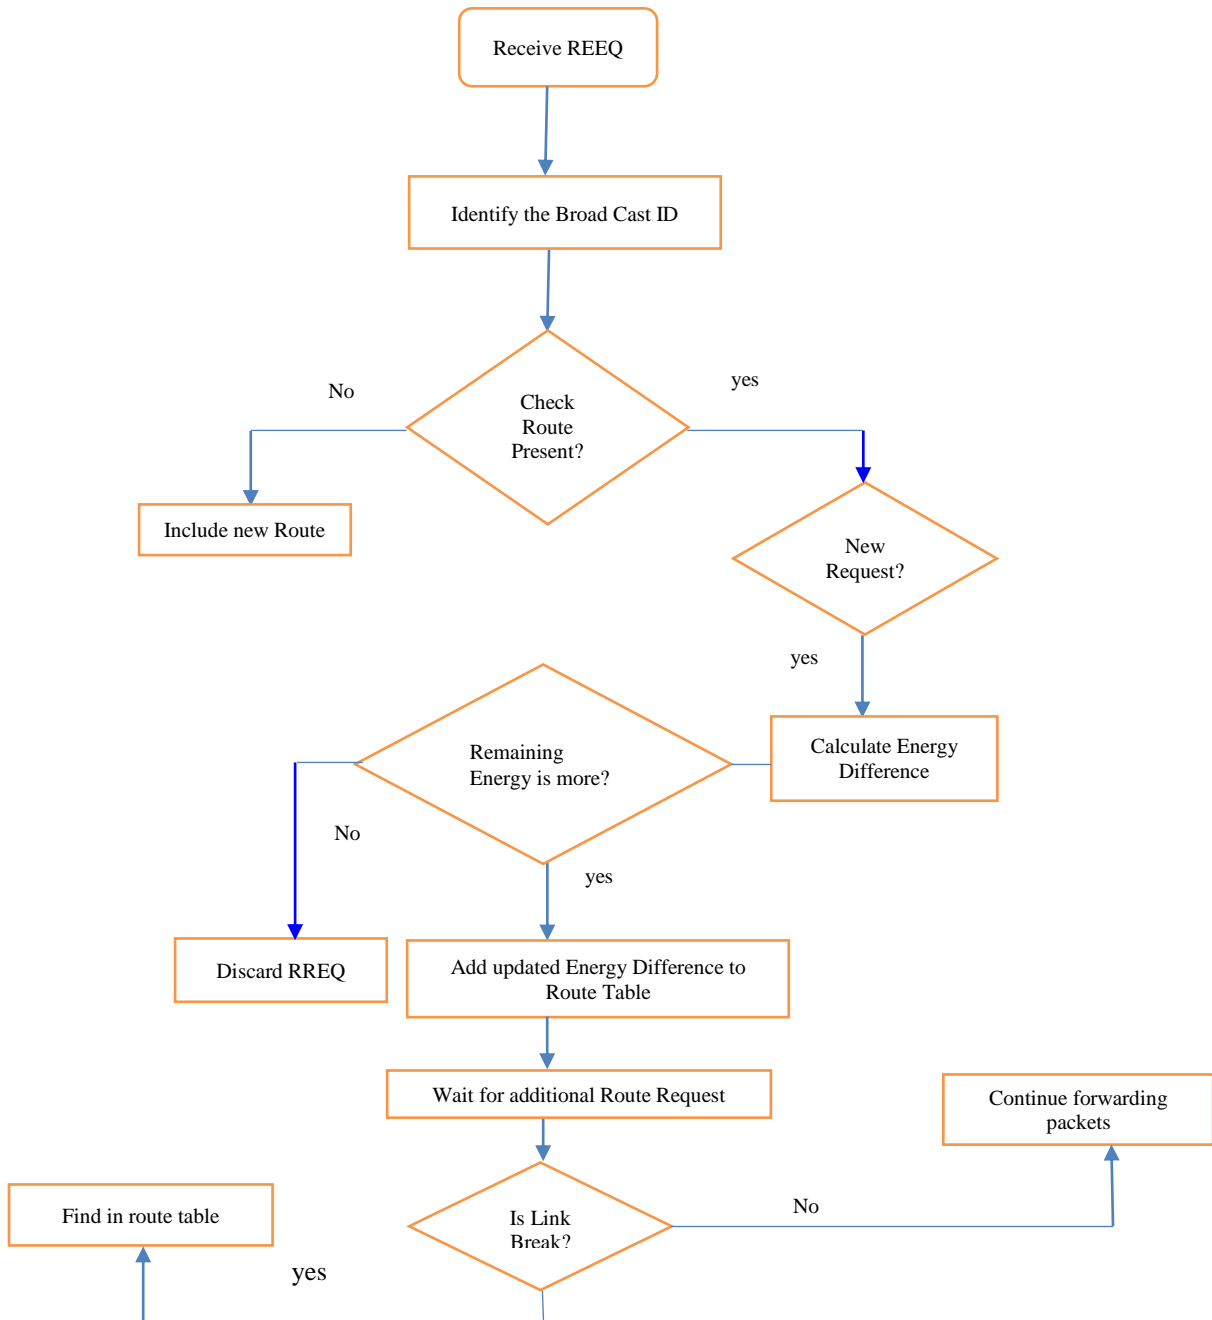 Receive REEQ
Identify the Broad Cast ID
No
yes
Check
Route
Present?
Include new Route
New
Request?
yes
Remaining
Energy is more?
Calculate Energy
Difference
No
yes
Discard RREQ
Add updated Energy Difference to
Route Table
Wait for additional Route Request
Continue forwarding
packets
Find in route table
Is Link
Break?
No
yes